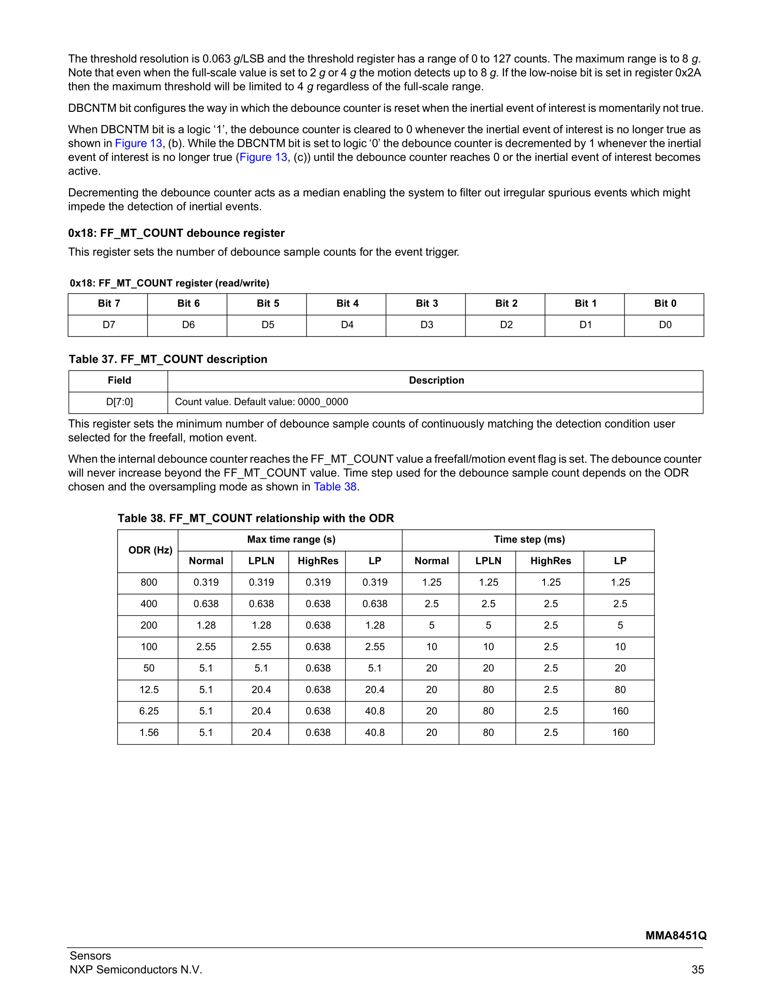 The threshold resolution is 0.063 g/LSB and the threshold register has a range of 0 to 127 counts. The maximum range is to 8 g.
Note that even when the full-scale value is set to 2 g or 4 g the motion detects up to 8 g. If the low-noise bit is set in register 0x2A
then the maximum threshold will be limited to 4 g regardless of the full-scale range.
DBCNTM bit configures the way in which the debounce counter is reset when the inertial event of interest is momentarily not true.
When DBCNTM bit is a logic ‘1’, the debounce counter is cleared to 0 whenever the inertial event of interest is no longer true as
shown in Figure 13, (b). While the DBCNTM bit is set to logic ‘0’ the debounce counter is decremented by 1 whenever the inertial
event of interest is no longer true (Figure 13, (c)) until the debounce counter reaches 0 or the inertial event of interest becomes
active.
Decrementing the debounce counter acts as a median enabling the system to filter out irregular spurious events which might
impede the detection of inertial events.
0x18: FF_MT_COUNT debounce register
This register sets the number of debounce sample counts for the event trigger.
0x18: FF_MT_COUNT register (read/write)
Bit 7 Bit 6 Bit 5 Bit 4 Bit 3 Bit 2 Bit 1 Bit 0
D7 D6 D5 D4 D3 D2 D1 D0
Table 37. FF_MT_COUNT description
Field Description
D[7:0] Count value. Default value: 0000_0000
This register sets the minimum number of debounce sample counts of continuously matching the detection condition user
selected for the freefall, motion event.
When the internal debounce counter reaches the FF_MT_COUNT value a freefall/motion event flag is set. The debounce counter
will never increase beyond the FF_MT_COUNT value. Time step used for the debounce sample count depends on the ODR
chosen and the oversampling mode as shown in Table 38.
Table 38. FF_MT_COUNT relationship with the ODR
ODR (Hz) Max time range (s) Time step (ms)
Normal LPLN HighRes LP Normal LPLN HighRes LP
800 0.319 0.319 0.319 0.319 1.25 1.25 1.25 1.25
400 0.638 0.638 0.638 0.638 2.5 2.5 2.5 2.5
200 1.28 1.28 0.638 1.28 5 5 2.5 5
100 2.55 2.55 0.638 2.55 10 10 2.5 10
50 5.1 5.1 0.638 5.1 20 20 2.5 20
12.5 5.1 20.4 0.638 20.4 20 80 2.5 80
6.25 5.1 20.4 0.638 40.8 20 80 2.5 160
1.56 5.1 20.4 0.638 40.8 20 80 2.5 160
MMA8451Q
Sensors
NXP Semiconductors N.V. 35